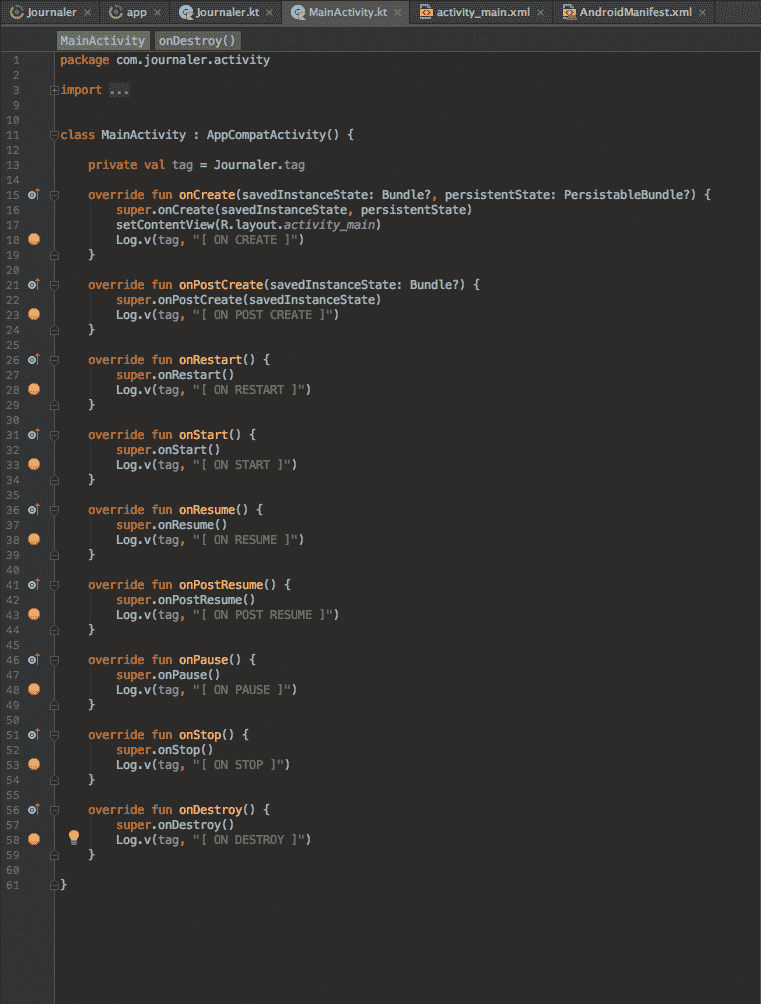 Journaler app Journaler.kt MainActivity.kt activity_main.xml AndroidManifest.xml
MainActivity onDestroy()
1 package com.journaler.activity
2
3 import ...
9
10
11 class MainActivity : AppCompatActivity() {
12
13 private val tag = Journaler.tag
14
15 override fun onCreate(savedInstanceState: Bundle?, persistentState: PersistableBundle?) {
16 super.onCreate(savedInstanceState, persistentState)
17 setContentView(R.layout.activity_main)
18 Log.v(tag, "[ ON CREATE ]")
19 }
20
21 override fun onPostCreate(savedInstanceState: Bundle?) {
22 super.onPostCreate(savedInstanceState)
23 Log.v(tag, "[ ON POST CREATE ]")
24 }
25
26 override fun onRestart() {
27 super.onRestart()
28 Log.v(tag, "[ ON RESTART ]")
29 }
30
31 override fun onStart() {
32 super.onStart()
33 Log.v(tag, "[ ON START ]")
34 }
35
36 override fun onResume() {
37 super.onResume()
38 Log.v(tag, "[ ON RESUME ]")
39 }
40
41 override fun onPostResume() {
42 super.onPostResume()
43 Log.v(tag, "[ ON POST RESUME ]")
44 }
45
46 override fun onPause() {
47 super.onPause()
48 Log.v(tag, "[ ON PAUSE ]")
49 }
50
51 override fun onStop() {
52 super.onStop()
53 Log.v(tag, "[ ON STOP ]")
54 }
55
56 override fun onDestroy() {
57 super.onDestroy()
58 Log.v(tag, "[ ON DESTROY ]")
59 }
60
61 }